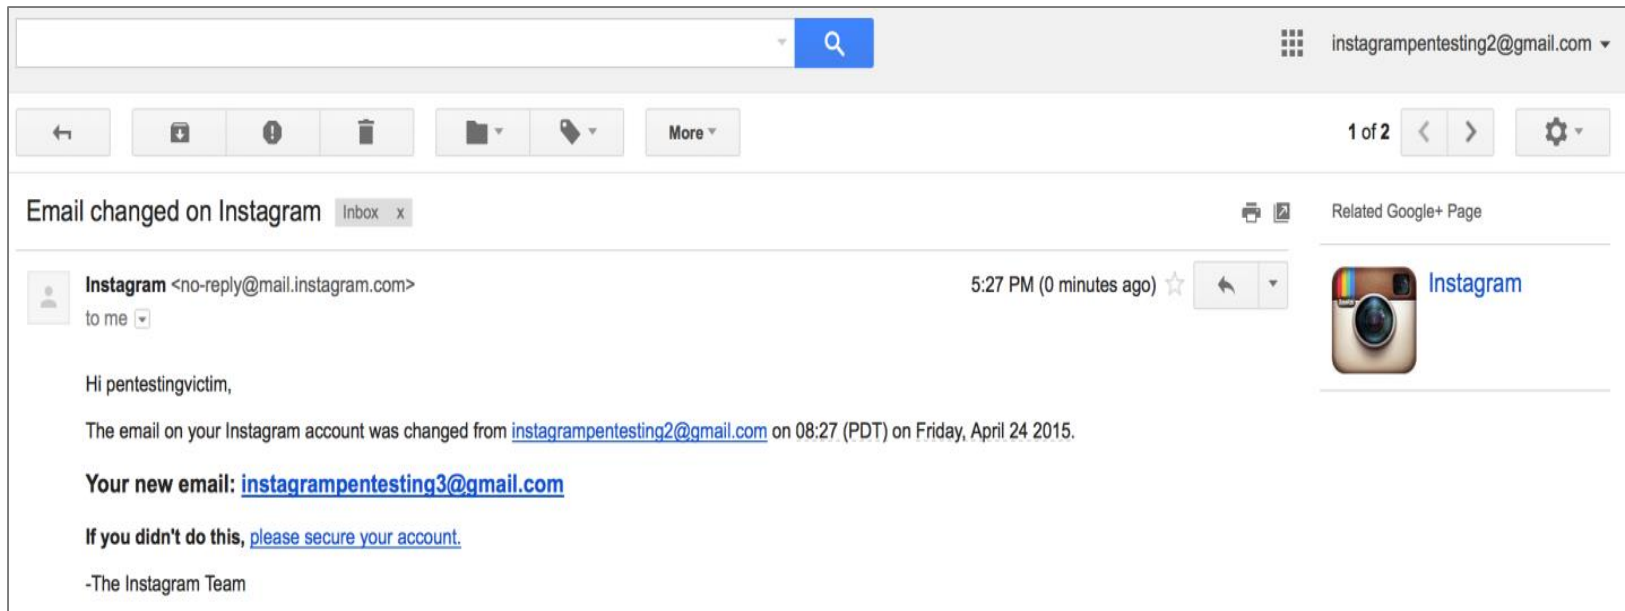 instagrampentesting2@gmail.com
More
1 of 2
Email changed on Instagram Inbox x
Related Google+ Page
Instagram <no-reply@mail.instagram.com>
5:27 PM (0 minutes ago)
Instagram
to me
Hi pentestingvictim,
The email on your Instagram account was changed from instagrampentesting2@gmail.com on 08:27 (PDT) on Friday, April 24 2015.
Your new email: instagrampentesting3@gmail.com
If you didn't do this, please secure your account.
-The Instagram Team